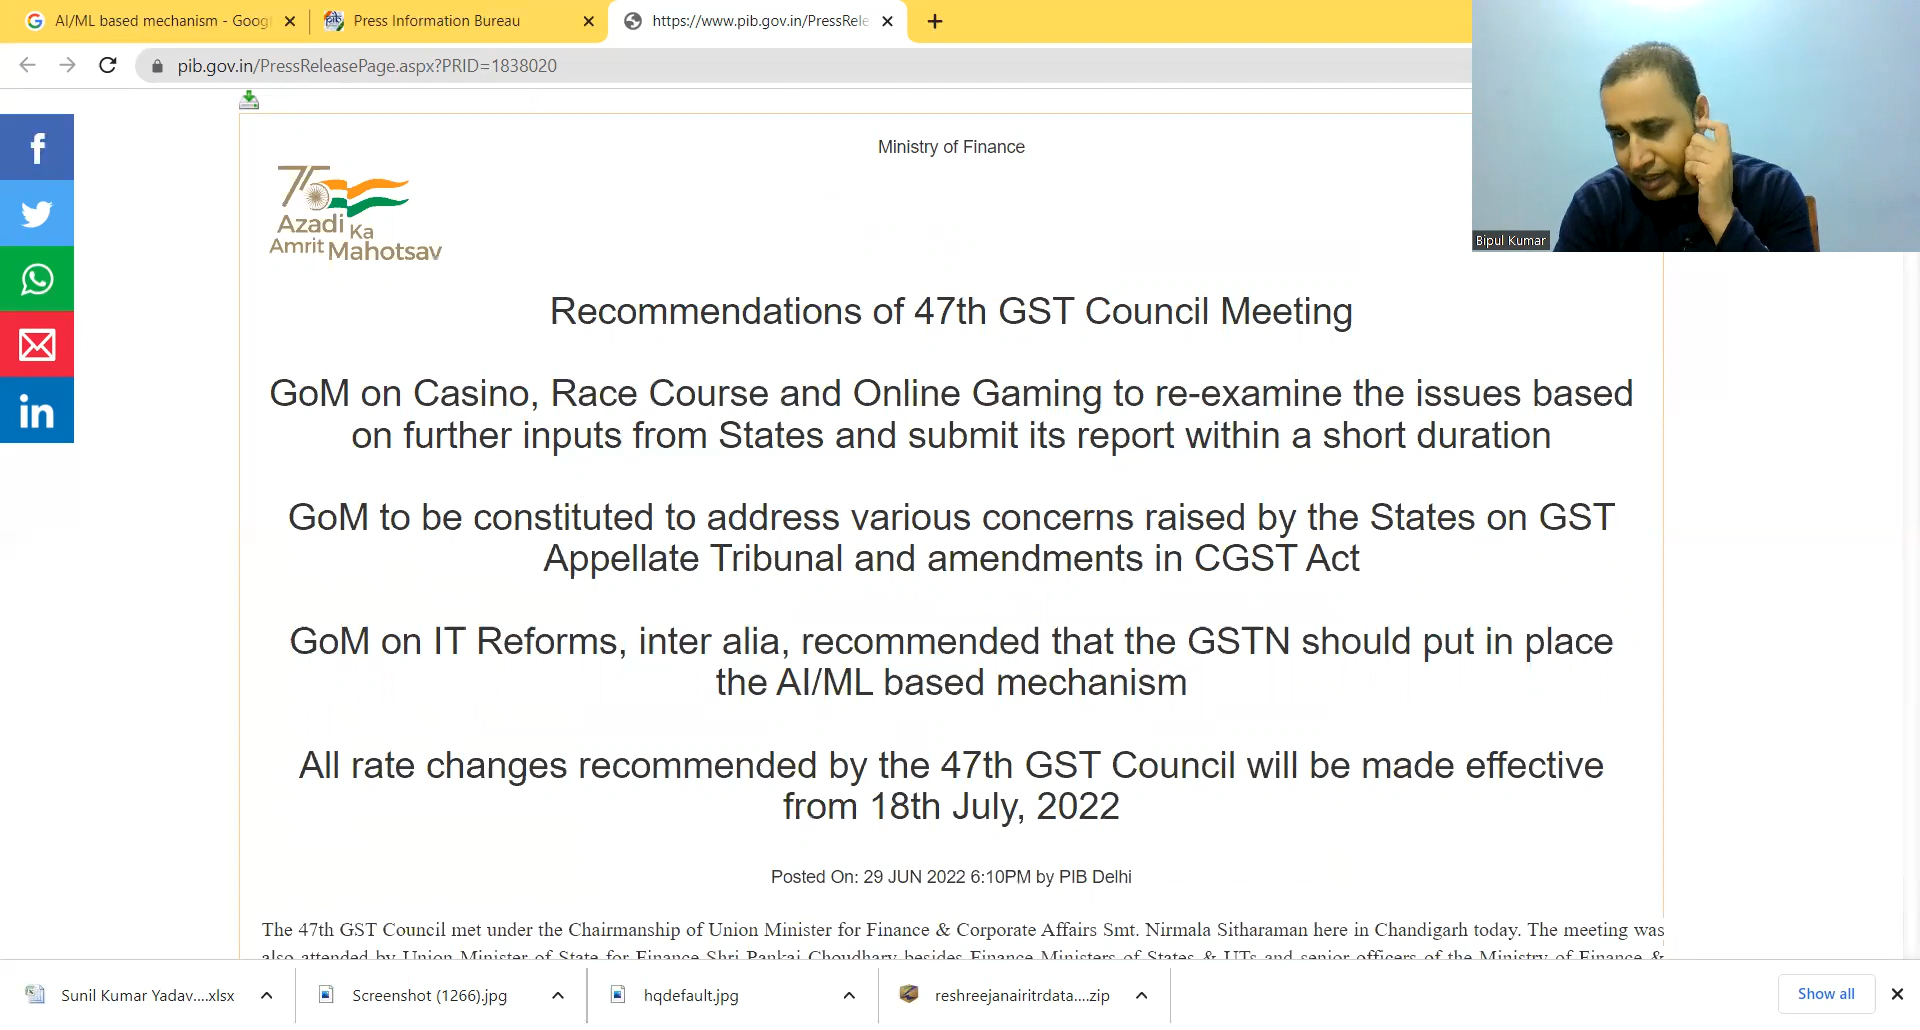 AI/ML based mechanism - Goog
Press Information Bureau
https://www.pib.gov.in/PressRele
pib.gov.in/PressReleasePage.aspx?PRID=1838020
Bipul Kumar
Ministry of Finance
75
Azadi Ka
Amrit Mahotsav
Recommendations of 47th GST Council Meeting
GoM on Casino, Race Course and Online Gaming to re-examine the issues based
on further inputs from States and submit its report within a short duration
GoM to be constituted to address various concerns raised by the States on GST
Appellate Tribunal and amendments in CGST Act
GoM on IT Reforms, inter alia, recommended that the GSTN should put in place
the AI/ML based mechanism
All rate changes recommended by the 47th GST Council will be made effective
from 18th July, 2022
Posted On: 29 JUN 2022 6:10PM by PIB Delhi
The 47th GST Council met under the Chairmanship of Union Minister for Finance & Corporate Affairs Smt. Nirmala Sitharaman here in Chandigarh today. The meeting was
also attended by Union Minister of State for Finance Shri Pankaj Choudhary besides Finance Ministers of States & UTs and senior officers of the Ministry of Finance &
Sunil Kumar Yadav....xlsx
Screenshot (1266).jpg
hqdefault.jpg
reshreejanairitrdata....zip
Show all